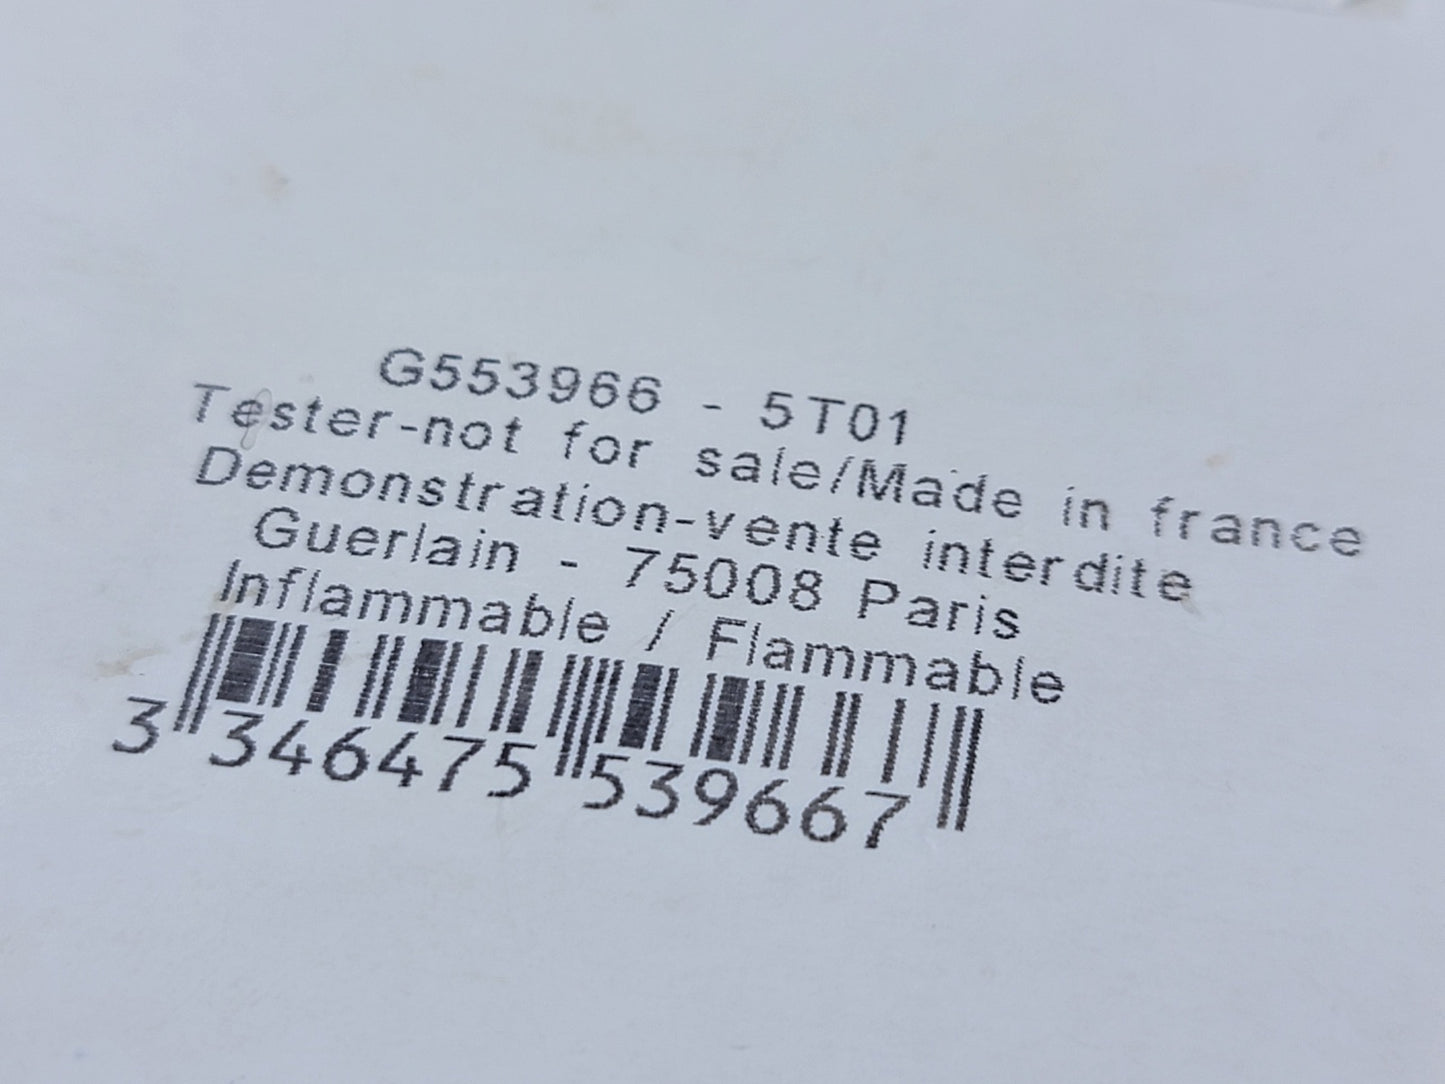 G553966 - 5T01
Tester-not for sale/Made in france
Demonstration-vente interdite
Guerlain - 75008 Paris
Inflammable / Flammable
3 346475 539667